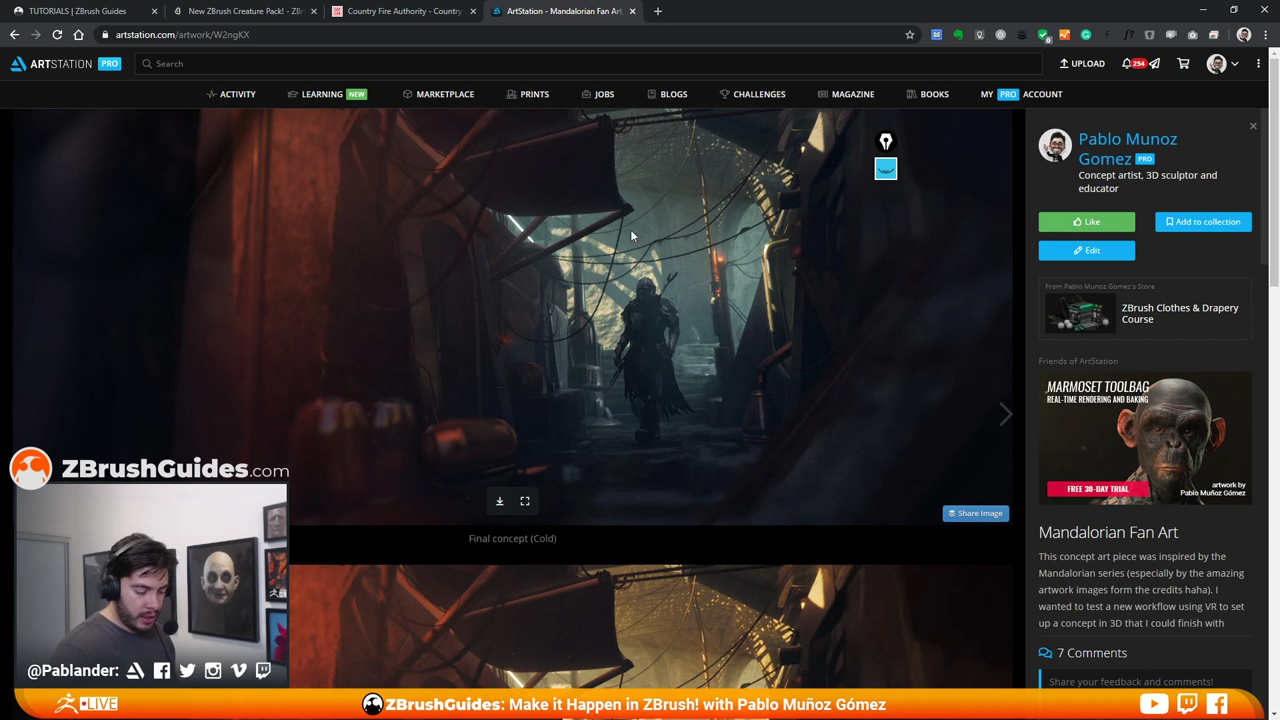 TUTORIALS | ZBrush Guides
New ZBrush Creature Pack! - ZBr
Country Fire Authority - Country
ArtStation - Mandalorian Fan Art
artstation.com/artwork/W2ngKX
ARTSTATION PRO
Search
UPLOAD
254
ACTIVITY
LEARNING NEW
MARKETPLACE
PRINTS
JOBS
BLOGS
CHALLENGES
MAGAZINE
BOOKS
MY PRO ACCOUNT
Pablo Munoz
Gomez PRO
Concept artist, 3D sculptor and
educator
Like
Add to collection
Edit
From Pablo Munoz Gomez's Store
ZBrush Clothes & Drapery
Course
Friends of ArtStation
MARMOSET TOOLBAG
REAL-TIME RENDERING AND BAKING
FREE 30-DAY TRIAL
artwork by
Pablo Muñoz Gómez
Share Image
Final concept (Cold)
Mandalorian Fan Art
This concept art piece was inspired by the
Mandalorian series (especially by the amazing
artwork images form the credits haha). I
wanted to test a new workflow using VR to set
up a concept in 3D that I could finish with
7 Comments
Share your feedback and comments!
ZBrushGuides.com
@Pablander:
LIVE
ZBrushGuides: Make it Happen in ZBrush! with Pablo Muñoz Gómez